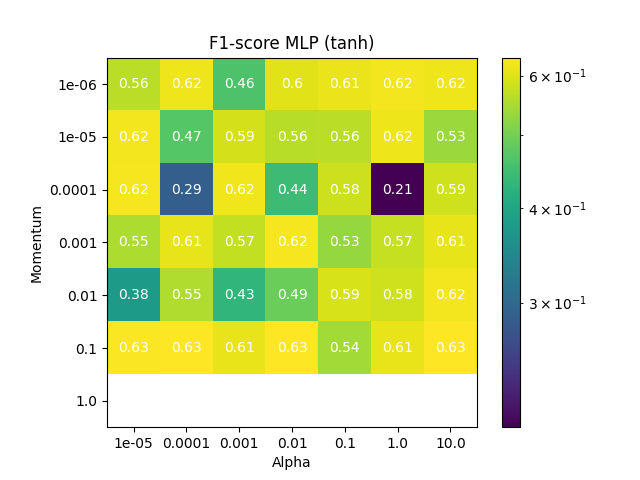 F1-score MLP (tanh)
1e-06 0.56 0.62 0.46 0.6 0.61 0.62 0.62
1e-05 0.62 0.47 0.59 0.56 0.56 0.62 0.53
0.0001 0.62 0.29 0.62 0.44 0.58 0.21 0.59
0.001 0.55 0.61 0.57 0.62 0.53 0.57 0.61
0.01 0.38 0.55 0.43 0.49 0.59 0.58 0.62
0.1 0.63 0.63 0.61 0.63 0.54 0.61 0.63
1.0
Momentum
1e-05 0.0001 0.001 0.01 0.1 1.0 10.0
Alpha
6 × 10⁻¹
4 × 10⁻¹
3 × 10⁻¹